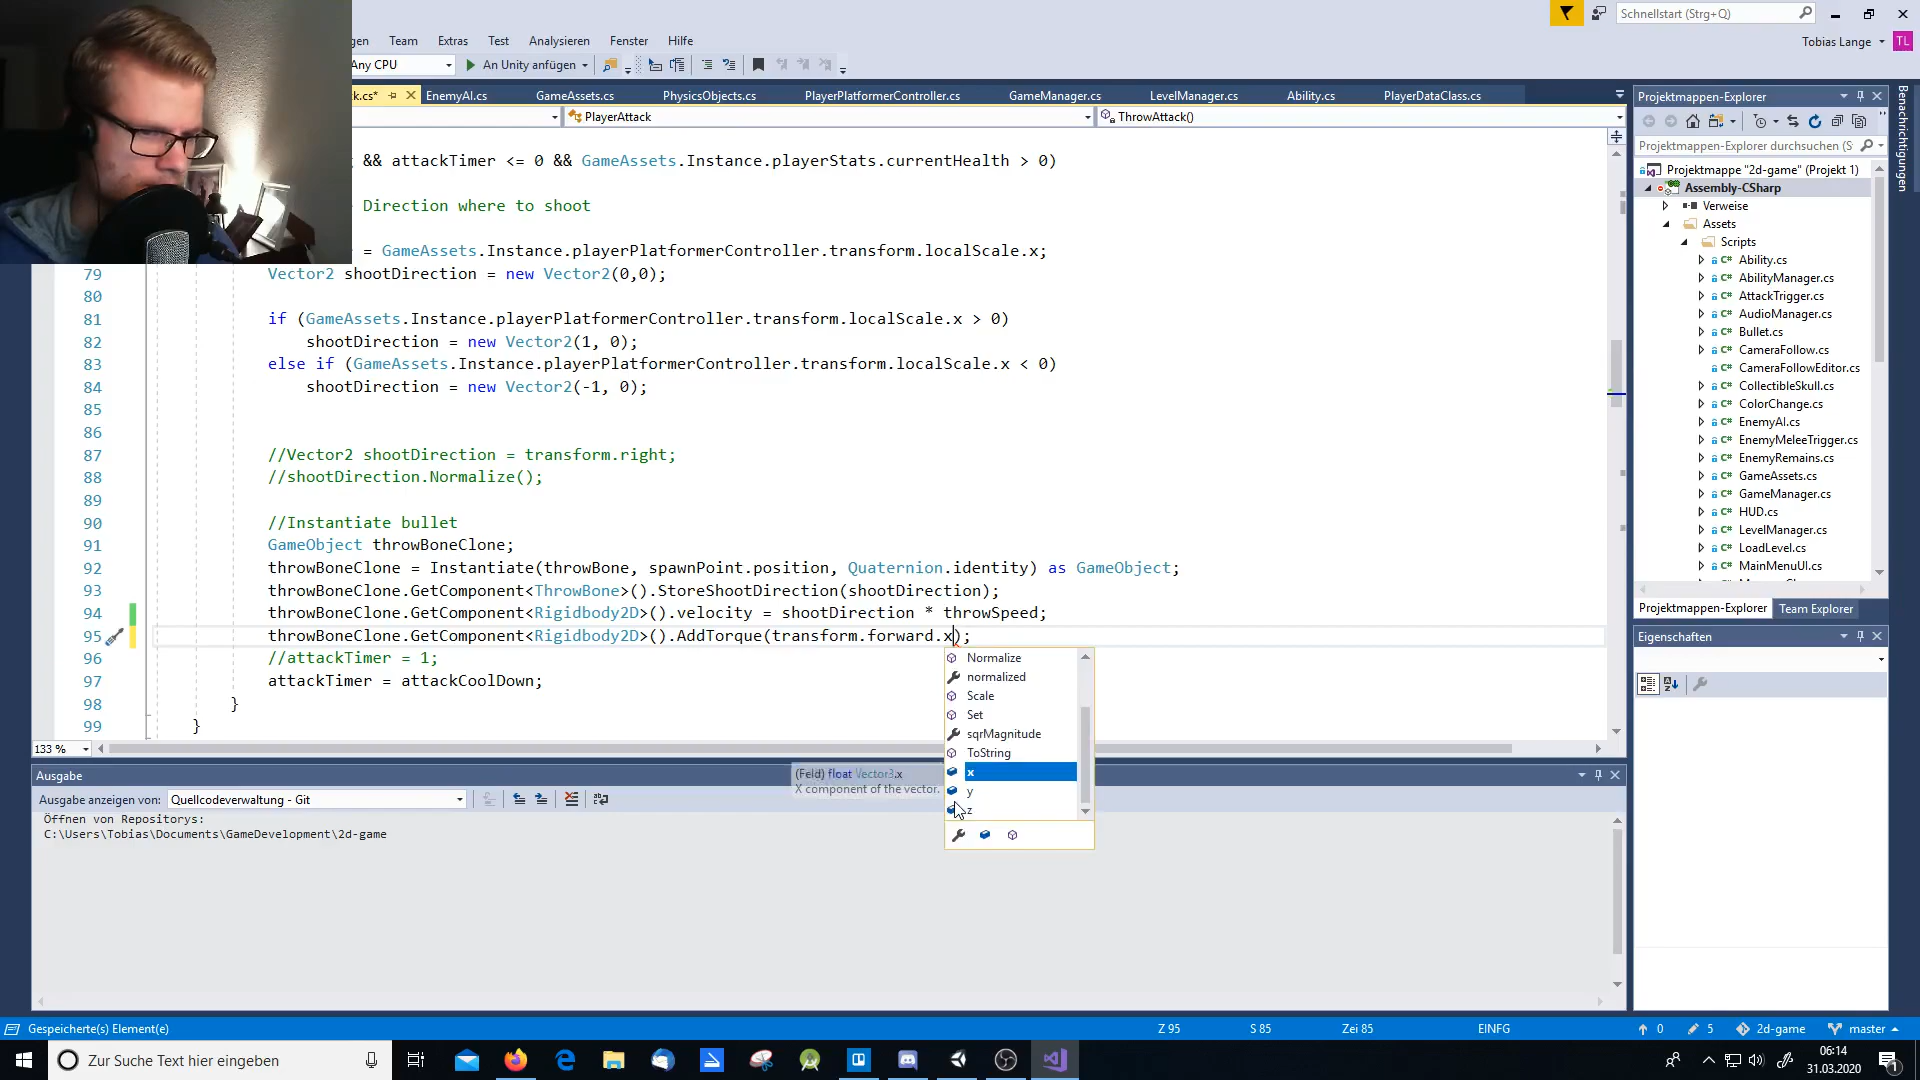 Schnellstart (Strg+Q)
gen Team Extras Test Analysieren Fenster Hilfe
Tobias Lange TL
Any CPU An Unity anfügen
k.cs* EnemyAI.cs GameAssets.cs PhysicsObjects.cs PlayerPlatformerController.cs GameManager.cs LevelManager.cs Ability.cs PlayerDataClass.cs
PlayerAttack ThrowAttack()
&& attackTimer <= 0 && GameAssets.Instance.playerStats.currentHealth > 0)
Direction where to shoot
= GameAssets.Instance.playerPlatformerController.transform.localScale.x;
79 Vector2 shootDirection = new Vector2(0,0);
80
81 if (GameAssets.Instance.playerPlatformerController.transform.localScale.x > 0)
82 shootDirection = new Vector2(1, 0);
83 else if (GameAssets.Instance.playerPlatformerController.transform.localScale.x < 0)
84 shootDirection = new Vector2(-1, 0);
85
86
87 //Vector2 shootDirection = transform.right;
88 //shootDirection.Normalize();
89
90 //Instantiate bullet
91 GameObject throwBoneClone;
92 throwBoneClone = Instantiate(throwBone, spawnPoint.position, Quaternion.identity) as GameObject;
93 throwBoneClone.GetComponent<ThrowBone>().StoreShootDirection(shootDirection);
94 throwBoneClone.GetComponent<Rigidbody2D>().velocity = shootDirection * throwSpeed;
95 throwBoneClone.GetComponent<Rigidbody2D>().AddTorque(transform.forward.x);
96 //attackTimer = 1;
97 attackTimer = attackCoolDown;
98 }
99 }
Normalize
normalized
Scale
Set
sqrMagnitude
ToString
x
y
z
(Feld) float Vector3.x
X component of the vector.
133 %
Ausgabe
Ausgabe anzeigen von: Quellcodeverwaltung - Git
Öffnen von Repositorys:
C:\Users\Tobias\Documents\GameDevelopment\2d-game
Projektmappen-Explorer
Projektmappen-Explorer durchsuchen (S
Projektmappe "2d-game" (Projekt 1)
Assembly-CSharp
Verweise
Assets
Scripts
C# Ability.cs
C# AbilityManager.cs
C# AttackTrigger.cs
C# AudioManager.cs
C# Bullet.cs
C# CameraFollow.cs
C# CameraFollowEditor.cs
C# CollectibleSkull.cs
C# ColorChange.cs
C# EnemyAI.cs
C# EnemyMeleeTrigger.cs
C# EnemyRemains.cs
C# GameAssets.cs
C# GameManager.cs
C# HUD.cs
C# LevelManager.cs
C# LoadLevel.cs
C# MainMenuUI.cs
Projektmappen-Explorer Team Explorer
Eigenschaften
Benachrichtigungen
Gespeicherte(s) Element(e) Z 95 S 85 Zei 85 EINFG 0 5 2d-game master
Zur Suche Text hier eingeben
06:14
31.03.2020
1